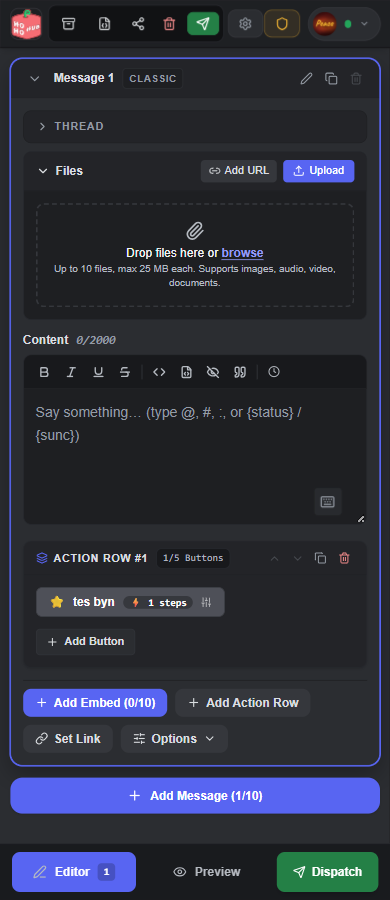 MO
MO HUB
Message 1 CLASSIC
THREAD
Files Add URL Upload
Drop files here or browse
Up to 10 files, max 25 MB each. Supports images, audio, video,
documents.
Content 0/2000
B I U S
Say something… (type @, #, :, or {status} /
{sunc})
ACTION ROW #1 1/5 Buttons
tes byn 1 steps
+ Add Button
+ Add Embed (0/10) + Add Action Row
Set Link Options
+ Add Message (1/10)
Editor 1 Preview Dispatch